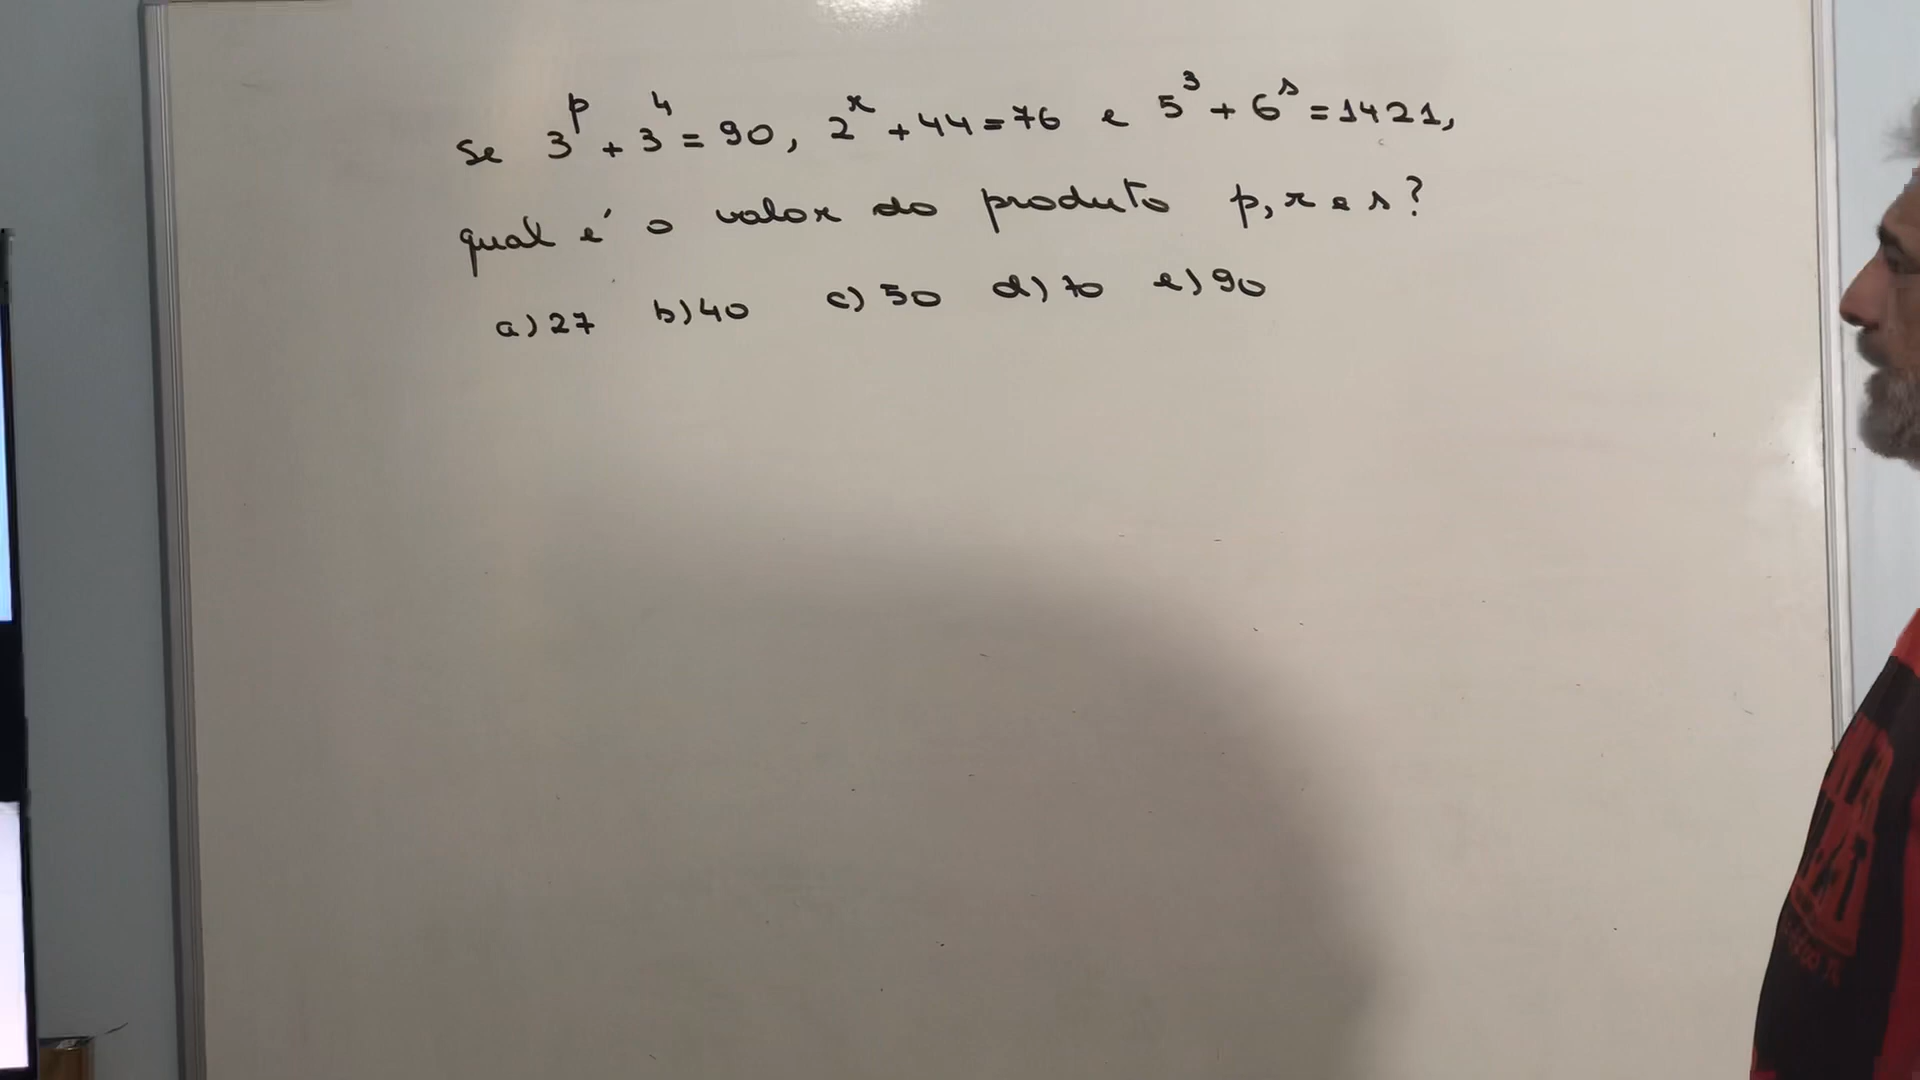 Se 3^p + 3^4 = 90, 2^r + 44 = 76 e 5^3 + 6^s = 1421,
qual é o valor do produto p, r e s?
a) 27 b) 40 c) 50 d) 70 e) 90